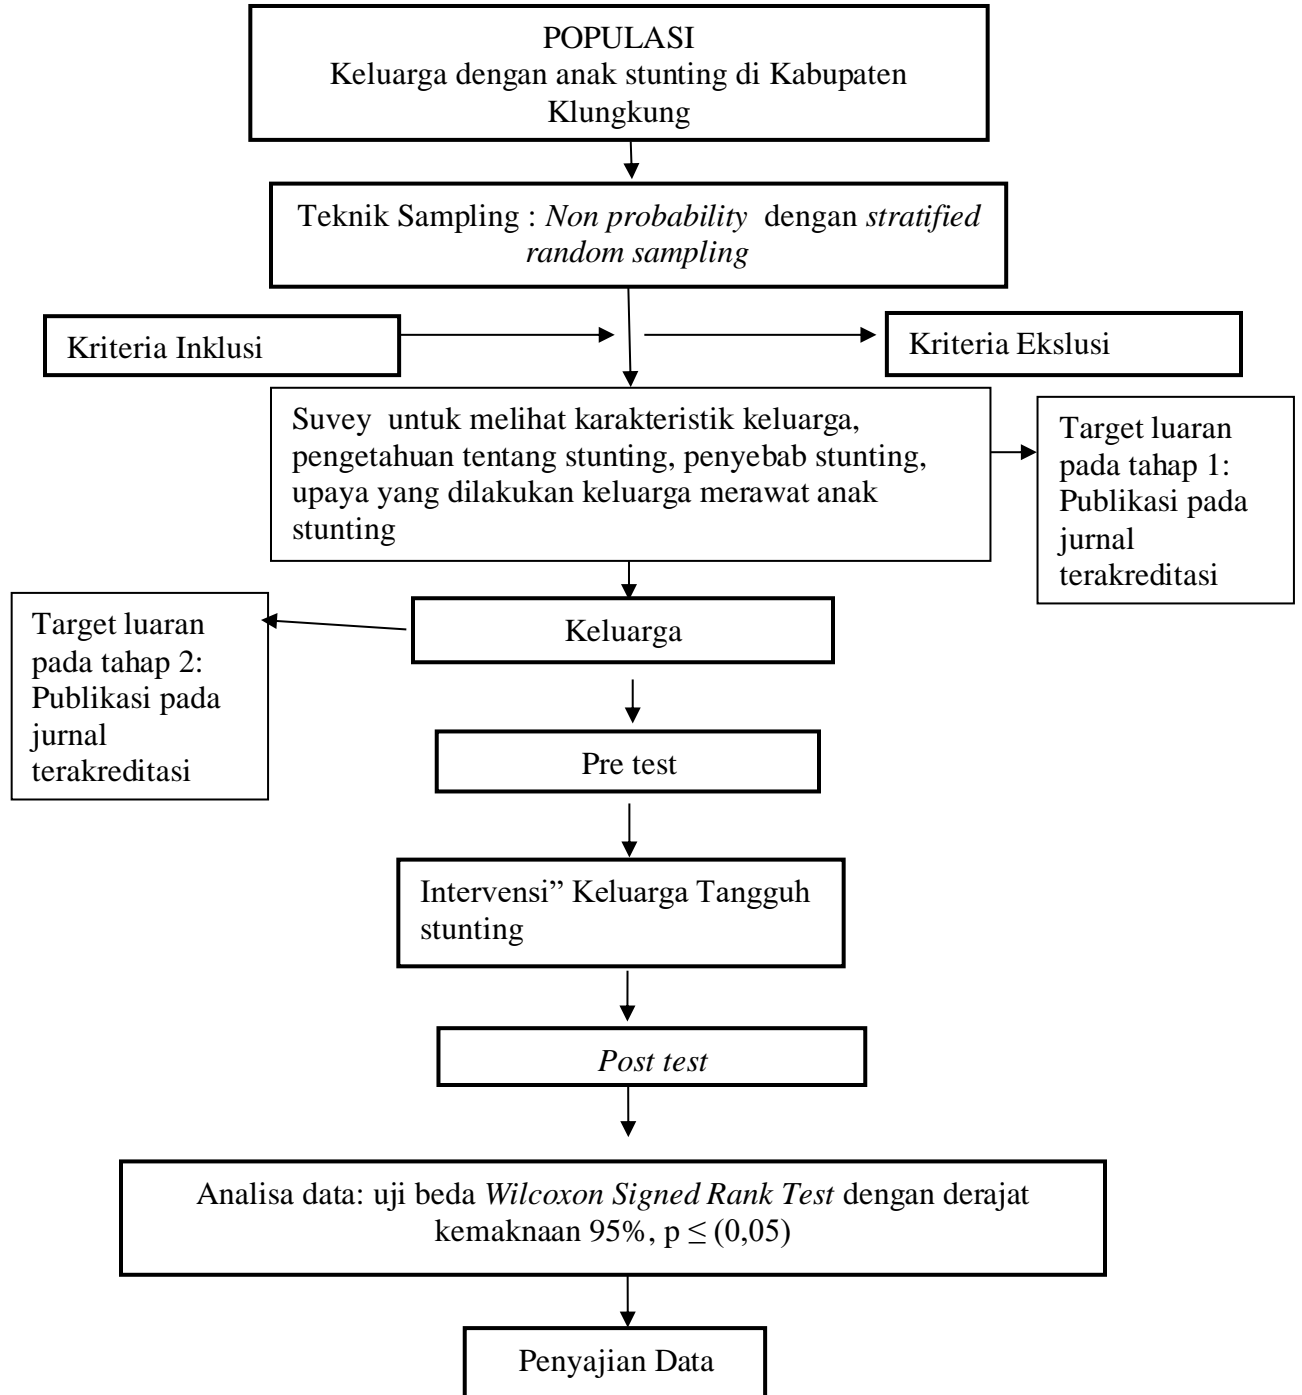 POPULASI
Keluarga dengan anak stunting di Kabupaten
Klungkung
Teknik Sampling : Non probability dengan stratified
random sampling
Kriteria Inklusi
Kriteria Ekslusi
Suvey untuk melihat karakteristik keluarga,
pengetahuan tentang stunting, penyebab stunting,
upaya yang dilakukan keluarga merawat anak
stunting
Target luaran
pada tahap 1:
Publikasi pada
jurnal
terakreditasi
Keluarga
Target luaran
pada tahap 2:
Publikasi pada
jurnal
terakreditasi
Pre test
Intervensi” Keluarga Tangguh
stunting
Post test
Analisa data: uji beda Wilcoxon Signed Rank Test dengan derajat
kemaknaan 95%, p ≤ (0,05)
Penyajian Data